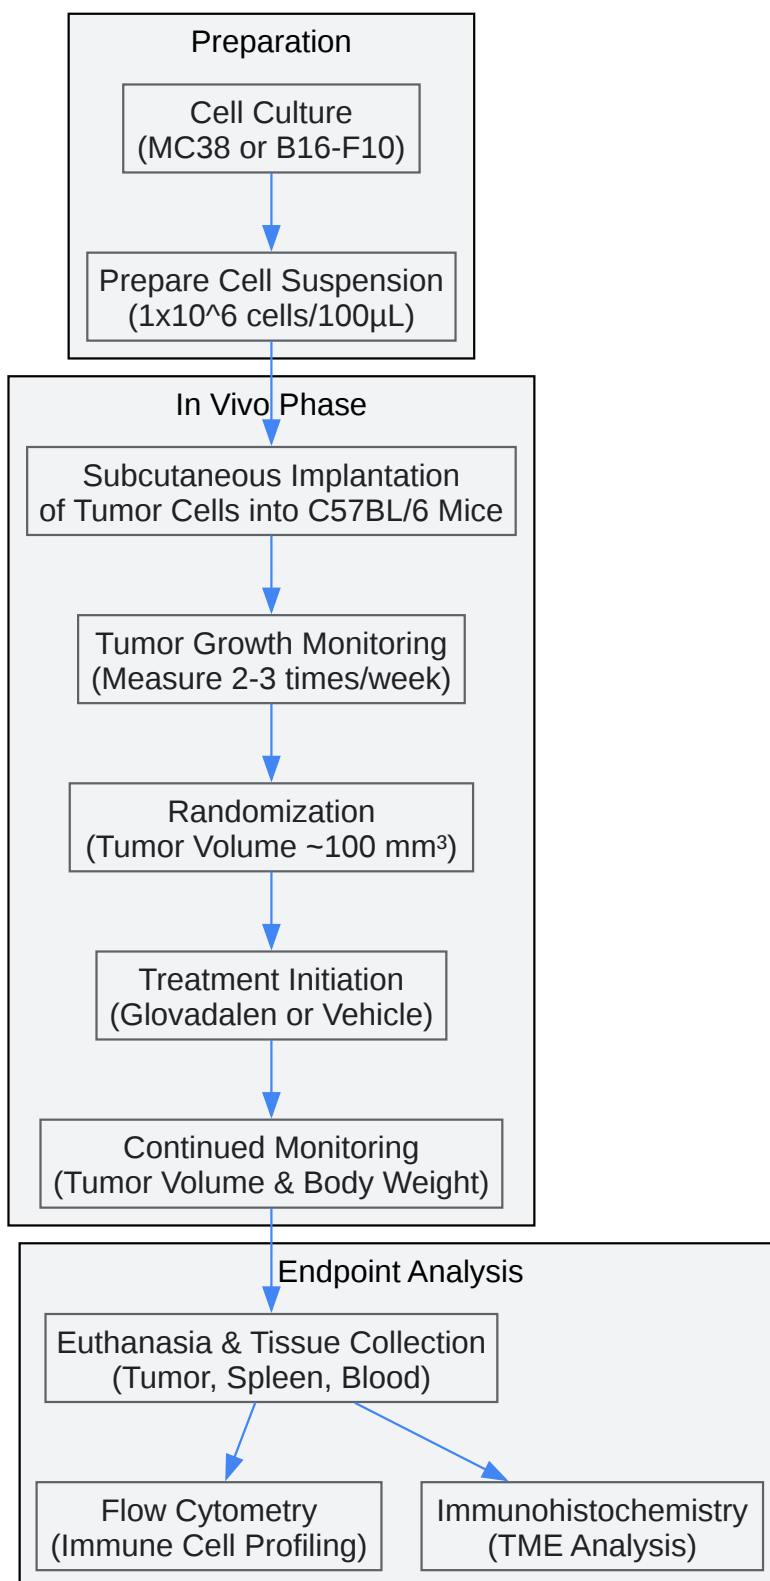 Preparation
Cell Culture
(MC38 or B16-F10)
Prepare Cell Suspension
(1x10^6 cells/100µL)
In Vivo Phase
Subcutaneous Implantation
of Tumor Cells into C57BL/6 Mice
Tumor Growth Monitoring
(Measure 2-3 times/week)
Randomization
(Tumor Volume ~100 mm³)
Treatment Initiation
(Glovadalen or Vehicle)
Continued Monitoring
(Tumor Volume & Body Weight)
Endpoint Analysis
Euthanasia & Tissue Collection
(Tumor, Spleen, Blood)
Flow Cytometry
(Immune Cell Profiling)
Immunohistochemistry
(TME Analysis)